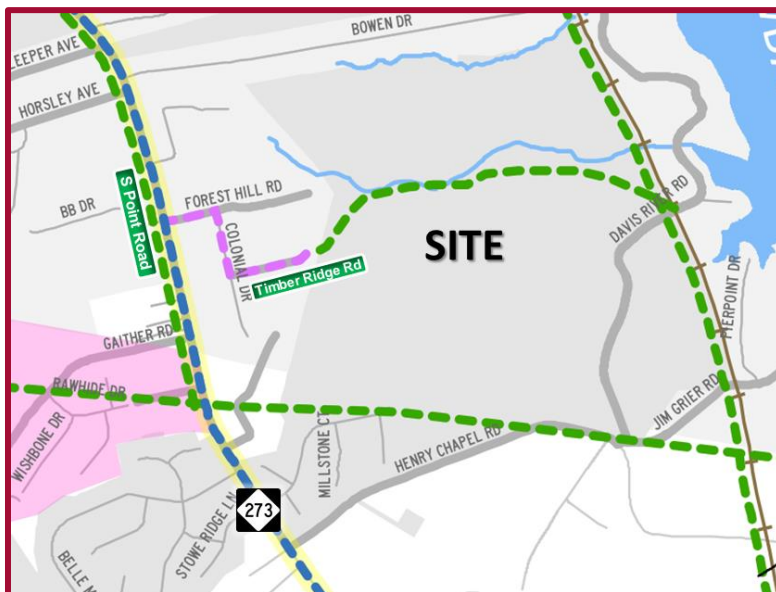 BOWEN DR
LEEPER AVE
HORSLEY AVE
S Point Road
BB DR
FOREST HILL RD
COLONIAL DR
Timber Ridge Rd
SITE
DAVIS RIVER RD
PIERPOINT DR
GAITHER RD
RAWHIDE DR
WISHBONE DR
MILLSTONE CT
HENRY CHAPEL RD
JIM GRIER RD
STOWE RIDGE LN
273
BELLE M